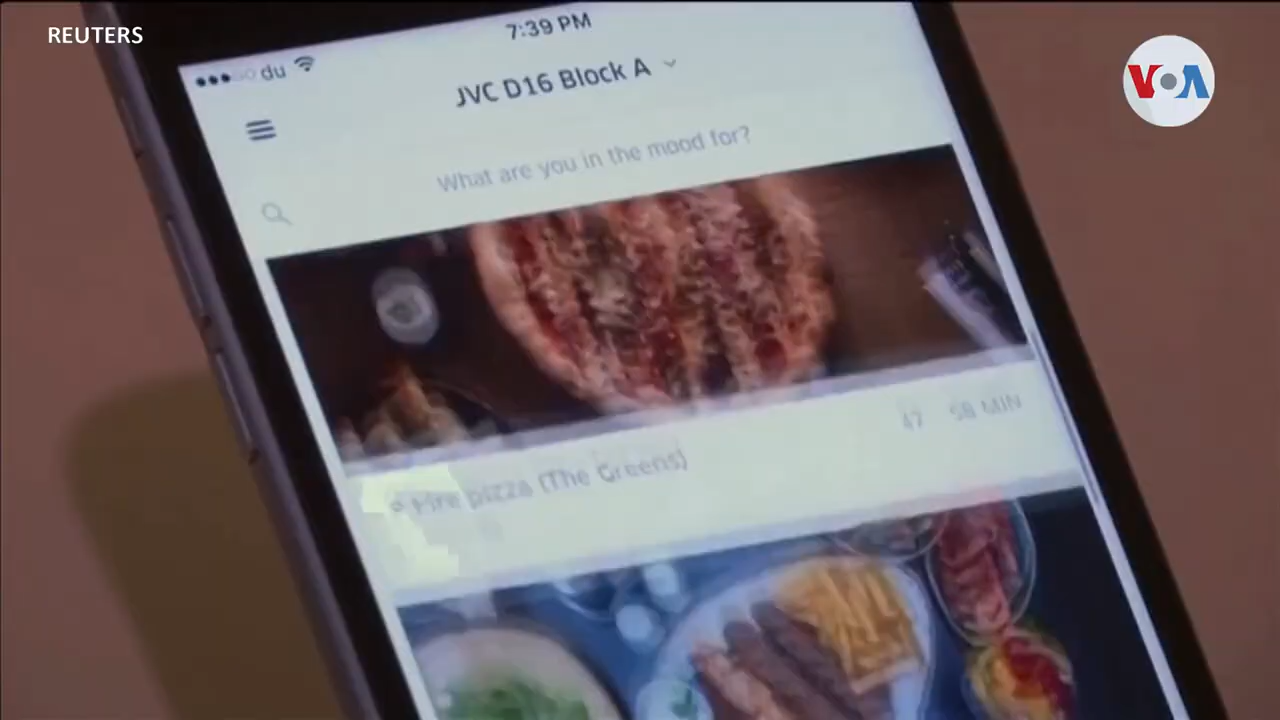 REUTERS
VOA
du
7:39 PM
JVC D16 Block A
What are you in the mood for?
47 58 MIN
Fire pizza (The Greens)